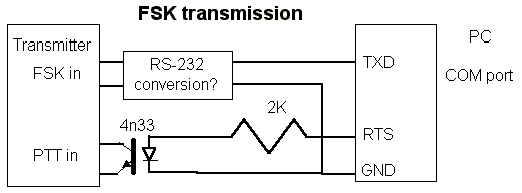 FSK transmission
Transmitter
FSK in
RS-232
conversion?
TXD
PC
COM port
2K
4n33
RTS
PTT in
GND